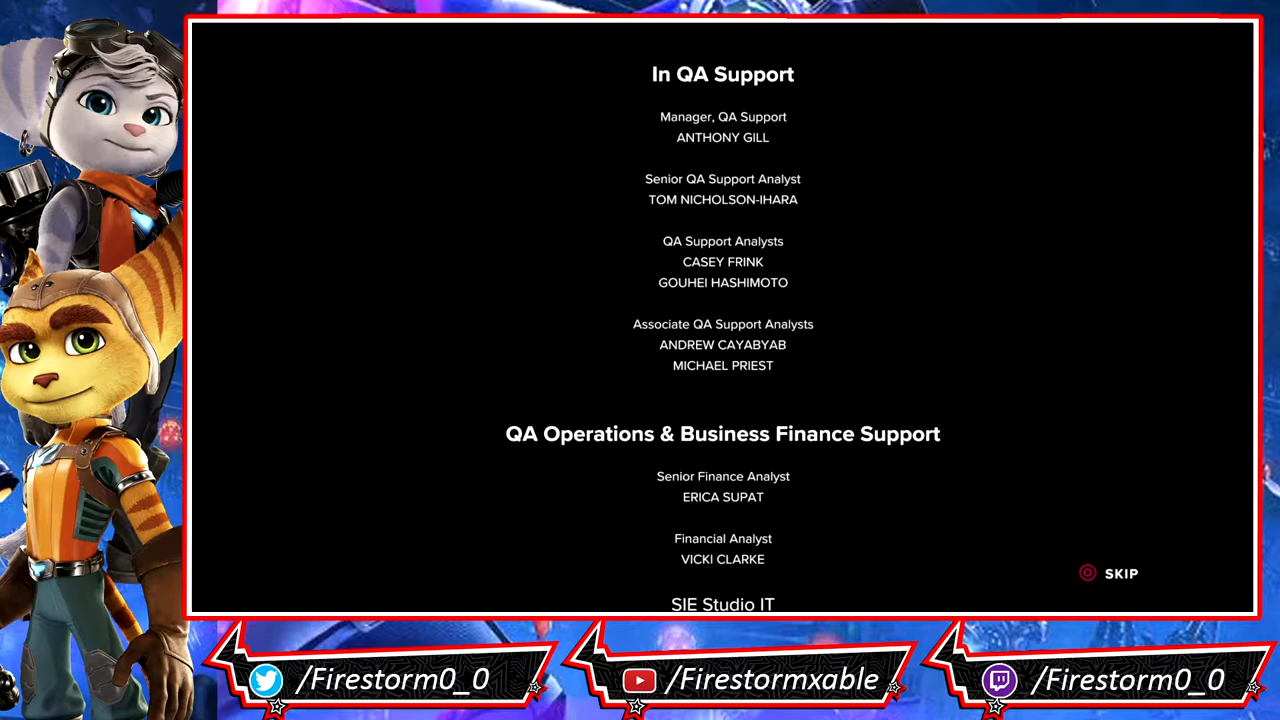 In QA Support
Manager, QA Support
ANTHONY GILL
Senior QA Support Analyst
TOM NICHOLSON-IHARA
QA Support Analysts
CASEY FRINK
GOUHEI HASHIMOTO
Associate QA Support Analysts
ANDREW CAYABYAB
MICHAEL PRIEST
QA Operations & Business Finance Support
Senior Finance Analyst
ERICA SUPAT
Financial Analyst
VICKI CLARKE
SKIP
SIE Studio IT
/Firestorm0_0
/Firestormxable
/Firestorm0_0